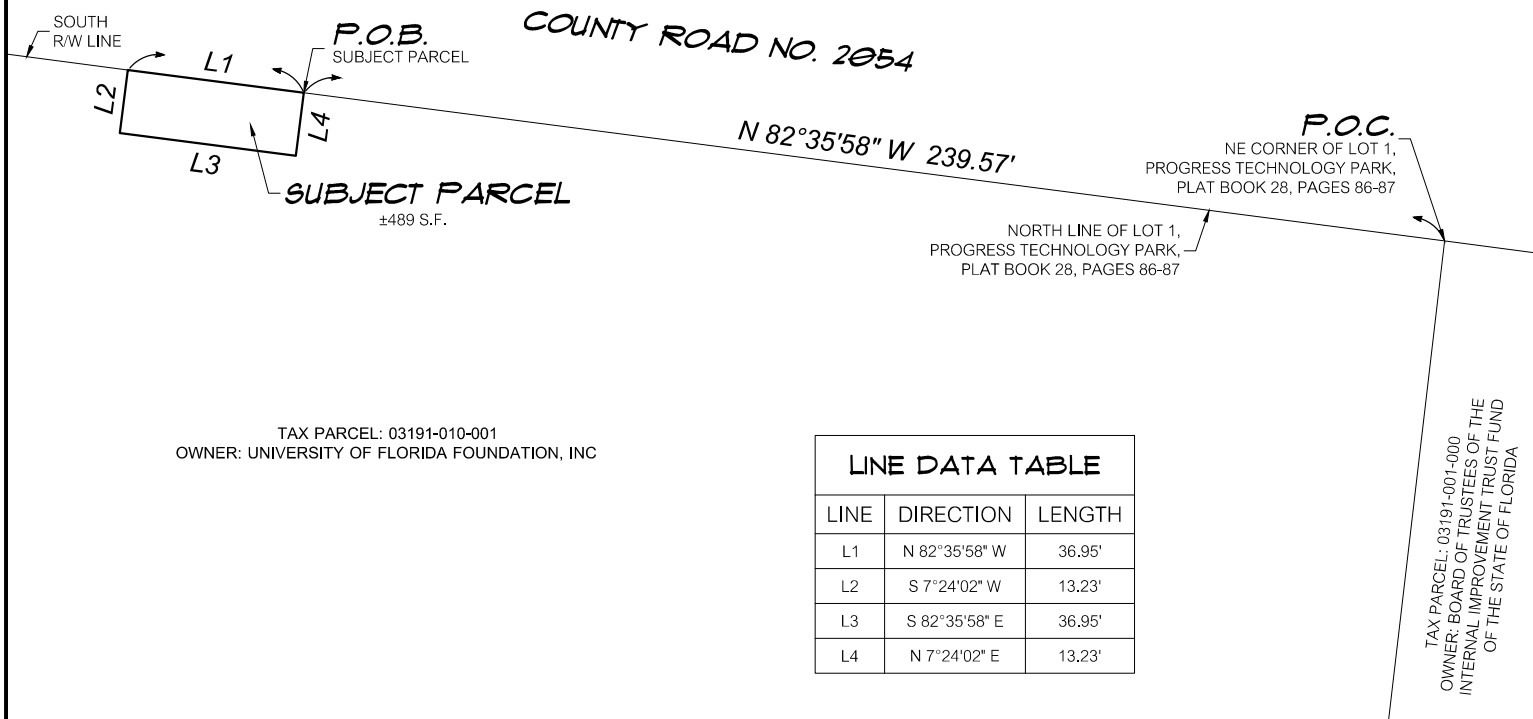 SOUTH
R/W LINE
P.O.B.
SUBJECT PARCEL
COUNTY ROAD NO. 2054
L1
L2
L4
L3
SUBJECT PARCEL
±489 S.F.
N 82°35'58" W 239.57'
P.O.C.
NE CORNER OF LOT 1,
PROGRESS TECHNOLOGY PARK,
PLAT BOOK 28, PAGES 86-87
NORTH LINE OF LOT 1,
PROGRESS TECHNOLOGY PARK,
PLAT BOOK 28, PAGES 86-87
TAX PARCEL: 03191-010-001
OWNER: UNIVERSITY OF FLORIDA FOUNDATION, INC
LINE DATA TABLE
LINE DIRECTION LENGTH
L1 N 82°35'58" W 36.95'
L2 S 7°24'02" W 13.23'
L3 S 82°35'58" E 36.95'
L4 N 7°24'02" E 13.23'
TAX PARCEL: 03191-001-000
OWNER: BOARD OF TRUSTEES OF THE
INTERNAL IMPROVEMENT TRUST FUND
OF THE STATE OF FLORIDA